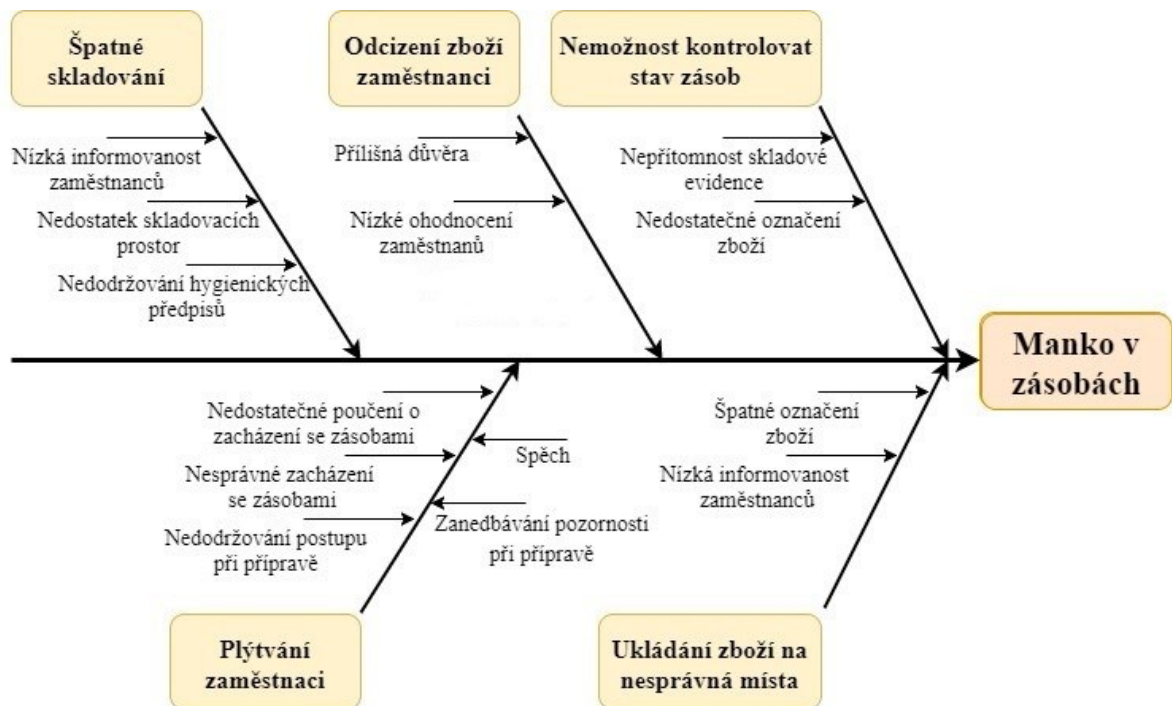 Špatné
skladování
Odcizení zboží
zaměstnanci
Nemožnost kontrolovat
stav zásob
Nízká informovanost
zaměstnanců
Nedostatek skladovacích
prostor
Nedodržování hygienických
předpisů
Přílišná důvěra
Nízké ohodnocení
zaměstnanů
Nepřítomnost skladové
evidence
Nedostatečné označení
zboží
Manko v
zásobách
Nedostatečné poučení o
zacházení se zásobami
Nesprávné zacházení
se zásobami
Nedodržování postupu
při přípravě
Spěch
Zanedbávání pozornosti
při přípravě
Špatné označení
zboží
Nízká informovanost
zaměstnanců
Plýtvání
zaměstnaci
Ukládání zboží na
nesprávná místa